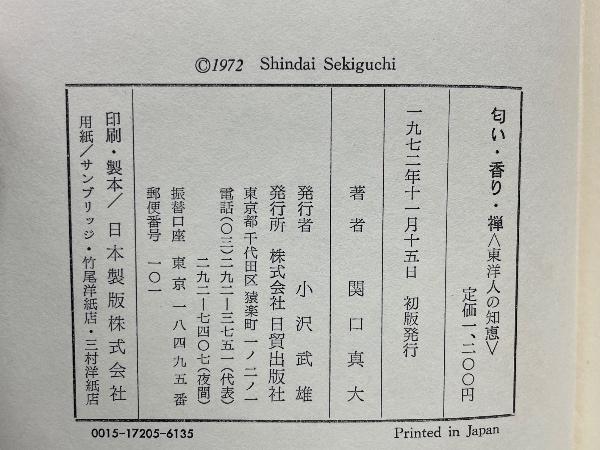 ©1972 Shindai Sekiguchi
匂い・香り・禅＜東洋人の知恵＞
定価一、二〇〇円
一九七二年十一月十五日 初版発行
著者 関口真大
発行者 小沢武雄
発行所 株式会社 日貿出版社
東京都千代田区猿楽町一ノ二ノ一
電話(〇三)二九二―三七五一(代表)
二九二―七四〇七(夜間)
振替口座 東京一八四九五番
郵便番号 一〇一
印刷・製本/日本製版株式会社
用紙/サンブリッジ・竹尾洋紙店・三村洋紙店
0015-17205-6135
Printed in Japan